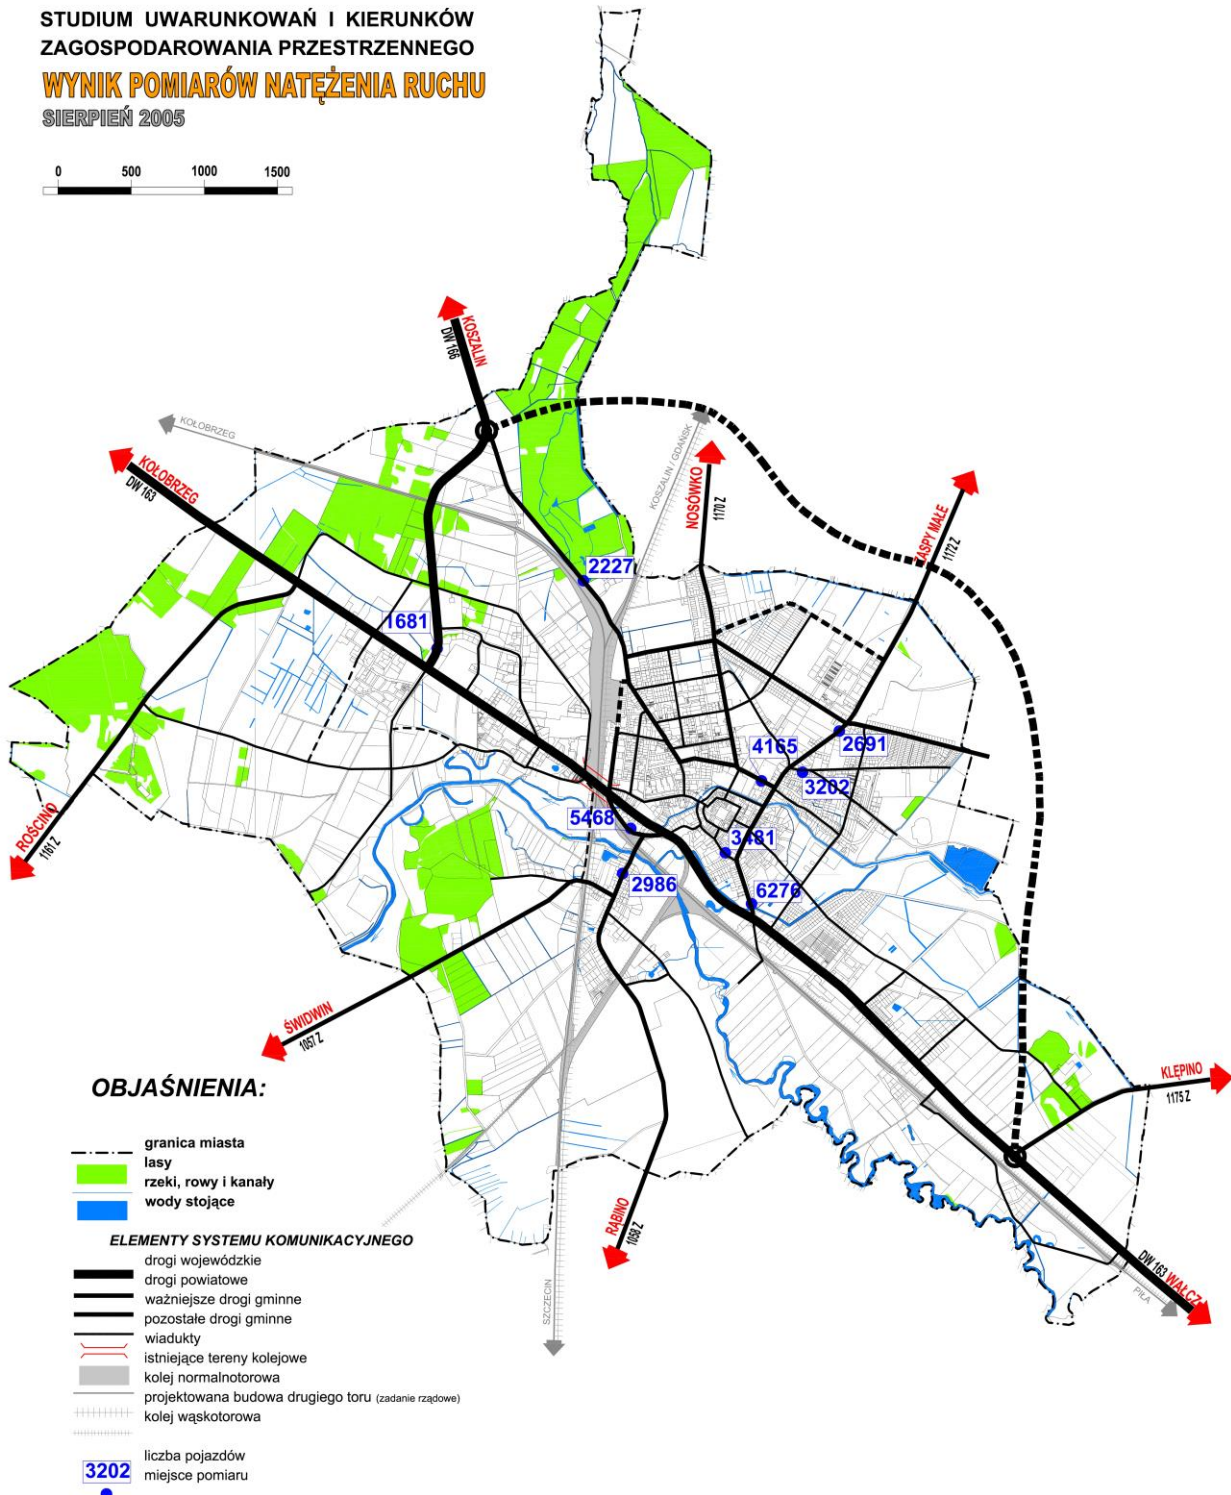 STUDIUM UWARUNKOWAŃ I KIERUNKÓW
ZAGOSPODAROWANIA PRZESTRZENNEGO
WYNIK POMIARÓW NATĘŻENIA RUCHU
SIERPIEŃ 2005
0 500 1000 1500
KOSZALIN
DW 166
KOŁOBRZEG
KOŁOBRZEG
DW 163
KOSZALIN / GDAŃSK
NOSÓWKO
1170 Z
ZASPY MAŁE
1172 Z
2227
1681
4165
2691
3202
5468
3481
2986
6276
ROŚCINO
1161 Z
ŚWIDWIN
1057 Z
KLĘPINO
1175 Z
RĄBINO
1058 Z
SZCZECIN
DW 163 WAŁCZ
PIŁA
OBJAŚNIENIA:
granica miasta
lasy
rzeki, rowy i kanały
wody stojące
ELEMENTY SYSTEMU KOMUNIKACYJNEGO
drogi wojewódzkie
drogi powiatowe
ważniejsze drogi gminne
pozostałe drogi gminne
wiadukty
istniejące tereny kolejowe
kolej normalnotorowa
projektowana budowa drugiego toru (zadanie rządowe)
kolej wąskotorowa
liczba pojazdów
3202 miejsce pomiaru